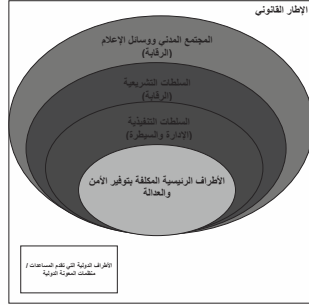 الإطار القانوني
المجتمع المدني ووسائل الإعلام
(الرقابة)
السلطات التشريعية
(الرقابة)
السلطات التنفيذية
(الإدارة والسيطرة)
الأطراف الرئيسية المكلفة بتوفير الأمن
والعدالة
الأطراف الدولية التي تقدم المساعدات /
منظمات المعونة الدولية